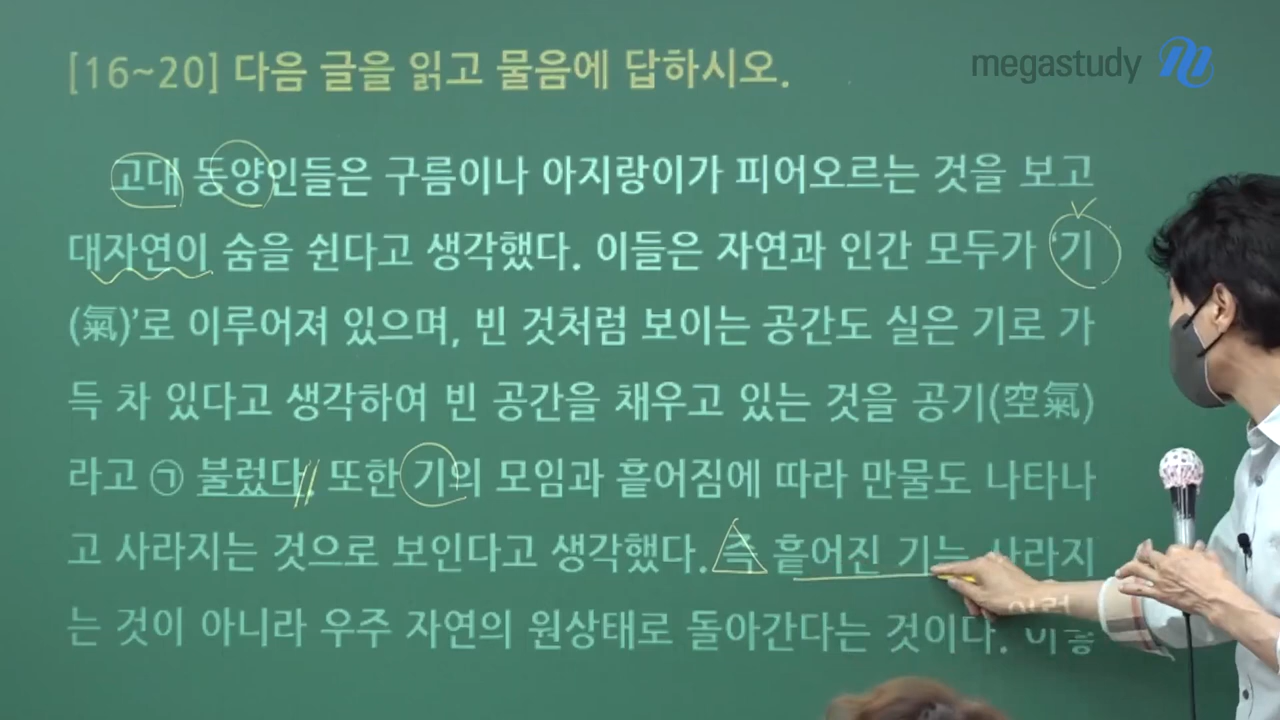 [16~20] 다음 글을 읽고 물음에 답하시오.
megastudy
고대 동양인들은 구름이나 아지랑이가 피어오르는 것을 보고
대자연이 숨을 쉰다고 생각했다. 이들은 자연과 인간 모두가 ‘기
(氣)’로 이루어져 있으며, 빈 것처럼 보이는 공간도 실은 기로 가
득 차 있다고 생각하여 빈 공간을 채우고 있는 것을 공기(空氣)
라고 ㉠ 불렀다. 또한 기의 모임과 흩어짐에 따라 만물도 나타나
고 사라지는 것으로 보인다고 생각했다. 즉 흩어진 기는 사라지
는 것이 아니라 우주 자연의 원상태로 돌아간다는 것이다.